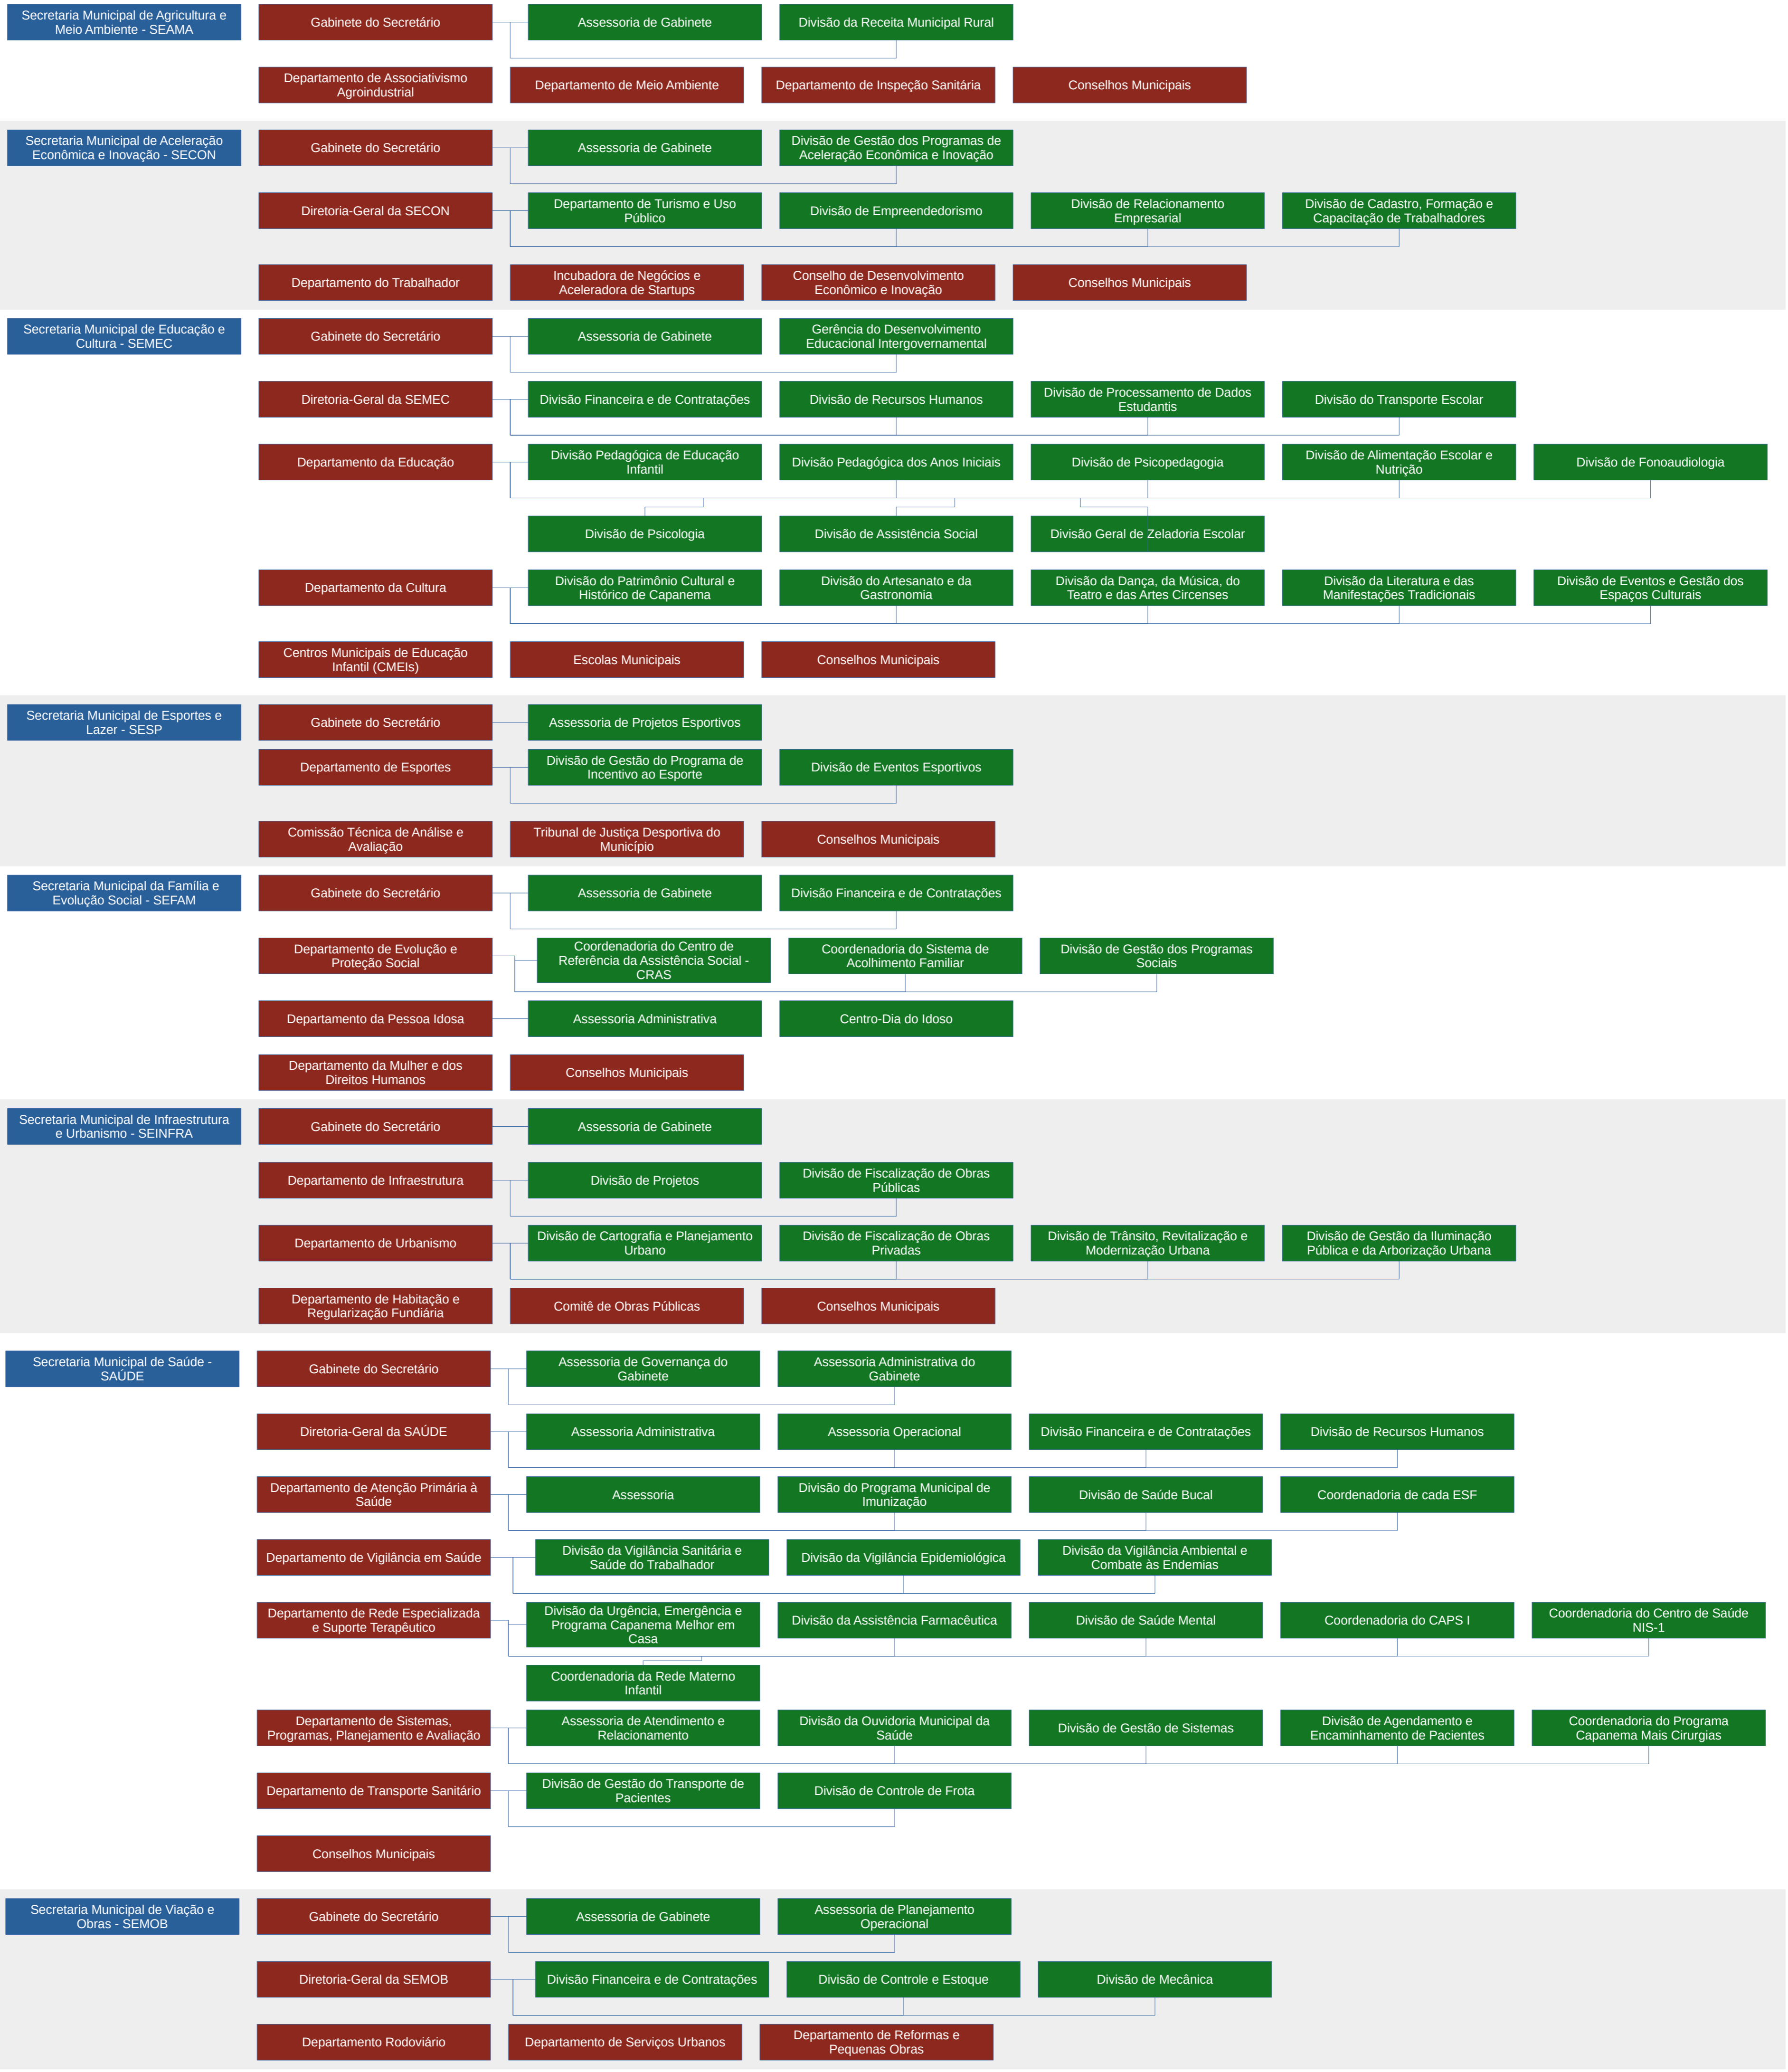 Secretaria Municipal de Agricultura e
Meio Ambiente - SEAMA
Gabinete do Secretário
Assessoria de Gabinete
Divisão da Receita Municipal Rural
Departamento de Associativismo
Agroindustrial
Departamento de Meio Ambiente
Departamento de Inspeção Sanitária
Conselhos Municipais
Secretaria Municipal de Aceleração
Econômica e Inovação - SECON
Gabinete do Secretário
Assessoria de Gabinete
Divisão de Gestão dos Programas de
Aceleração Econômica e Inovação
Diretoria-Geral da SECON
Departamento de Turismo e Uso
Público
Divisão de Empreendedorismo
Divisão de Relacionamento
Empresarial
Divisão de Cadastro, Formação e
Capacitação de Trabalhadores
Departamento do Trabalhador
Incubadora de Negócios e
Aceleradora de Startups
Conselho de Desenvolvimento
Econômico e Inovação
Conselhos Municipais
Secretaria Municipal de Educação e
Cultura - SEMEC
Gabinete do Secretário
Assessoria de Gabinete
Gerência do Desenvolvimento
Educacional Intergovernamental
Diretoria-Geral da SEMEC
Divisão Financeira e de Contratações
Divisão de Recursos Humanos
Divisão de Processamento de Dados
Estudantis
Divisão do Transporte Escolar
Departamento da Educação
Divisão Pedagógica de Educação
Infantil
Divisão Pedagógica dos Anos Iniciais
Divisão de Psicopedagogia
Divisão de Alimentação Escolar e
Nutrição
Divisão de Fonoaudiologia
Divisão de Psicologia
Divisão de Assistência Social
Divisão Geral de Zeladoria Escolar
Departamento da Cultura
Divisão do Patrimônio Cultural e
Histórico de Capanema
Divisão do Artesanato e da
Gastronomia
Divisão da Dança, da Música, do
Teatro e das Artes Circenses
Divisão da Literatura e das
Manifestações Tradicionais
Divisão de Eventos e Gestão dos
Espaços Culturais
Centros Municipais de Educação
Infantil (CMEIs)
Escolas Municipais
Conselhos Municipais
Secretaria Municipal de Esportes e
Lazer - SESP
Gabinete do Secretário
Assessoria de Projetos Esportivos
Departamento de Esportes
Divisão de Gestão do Programa de
Incentivo ao Esporte
Divisão de Eventos Esportivos
Comissão Técnica de Análise e
Avaliação
Tribunal de Justiça Desportiva do
Município
Conselhos Municipais
Secretaria Municipal da Família e
Evolução Social - SEFAM
Gabinete do Secretário
Assessoria de Gabinete
Divisão Financeira e de Contratações
Departamento de Evolução e
Proteção Social
Coordenadoria do Centro de
Referência da Assistência Social -
CRAS
Coordenadoria do Sistema de
Acolhimento Familiar
Divisão de Gestão dos Programas
Sociais
Departamento da Pessoa Idosa
Assessoria Administrativa
Centro-Dia do Idoso
Departamento da Mulher e dos
Direitos Humanos
Conselhos Municipais
Secretaria Municipal de Infraestrutura
e Urbanismo - SEINFRA
Gabinete do Secretário
Assessoria de Gabinete
Departamento de Infraestrutura
Divisão de Projetos
Divisão de Fiscalização de Obras
Públicas
Departamento de Urbanismo
Divisão de Cartografia e Planejamento
Urbano
Divisão de Fiscalização de Obras
Privadas
Divisão de Trânsito, Revitalização e
Modernização Urbana
Divisão de Gestão da Iluminação
Pública e da Arborização Urbana
Departamento de Habitação e
Regularização Fundiária
Comitê de Obras Públicas
Conselhos Municipais
Secretaria Municipal de Saúde -
SAÚDE
Gabinete do Secretário
Assessoria de Governança do
Gabinete
Assessoria Administrativa do
Gabinete
Diretoria-Geral da SAÚDE
Assessoria Administrativa
Assessoria Operacional
Divisão Financeira e de Contratações
Divisão de Recursos Humanos
Departamento de Atenção Primária à
Saúde
Assessoria
Divisão do Programa Municipal de
Imunização
Divisão de Saúde Bucal
Coordenadoria de cada ESF
Departamento de Vigilância em Saúde
Divisão da Vigilância Sanitária e
Saúde do Trabalhador
Divisão da Vigilância Epidemiológica
Divisão da Vigilância Ambiental e
Combate às Endemias
Departamento de Rede Especializada
e Suporte Terapêutico
Divisão da Urgência, Emergência e
Programa Capanema Melhor em
Casa
Divisão da Assistência Farmacêutica
Divisão de Saúde Mental
Coordenadoria do CAPS I
Coordenadoria do Centro de Saúde
NIS-1
Coordenadoria da Rede Materno
Infantil
Departamento de Sistemas,
Programas, Planejamento e Avaliação
Assessoria de Atendimento e
Relacionamento
Divisão da Ouvidoria Municipal da
Saúde
Divisão de Gestão de Sistemas
Divisão de Agendamento e
Encaminhamento de Pacientes
Coordenadoria do Programa
Capanema Mais Cirurgias
Departamento de Transporte Sanitário
Divisão de Gestão do Transporte de
Pacientes
Divisão de Controle de Frota
Conselhos Municipais
Secretaria Municipal de Viação e
Obras - SEMOB
Gabinete do Secretário
Assessoria de Gabinete
Assessoria de Planejamento
Operacional
Diretoria-Geral da SEMOB
Divisão Financeira e de Contratações
Divisão de Controle e Estoque
Divisão de Mecânica
Departamento Rodoviário
Departamento de Serviços Urbanos
Departamento de Reformas e
Pequenas Obras